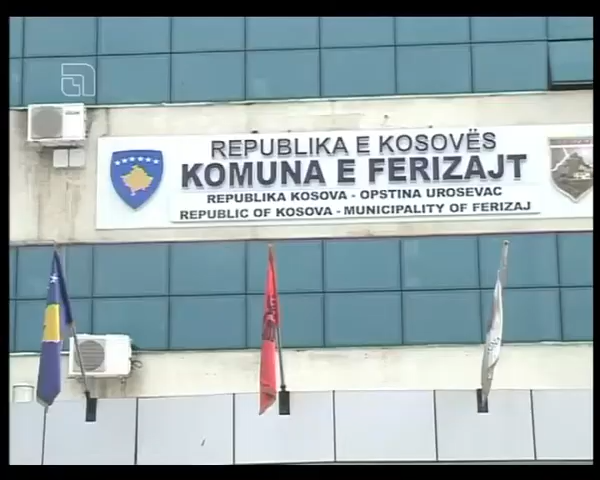 REPUBLIKA E KOSOVËS
KOMUNA E FERIZAJT
REPUBLIKA KOSOVA - OPSTINA UROSEVAC
REPUBLIC OF KOSOVA - MUNICIPALITY OF FERIZAJ